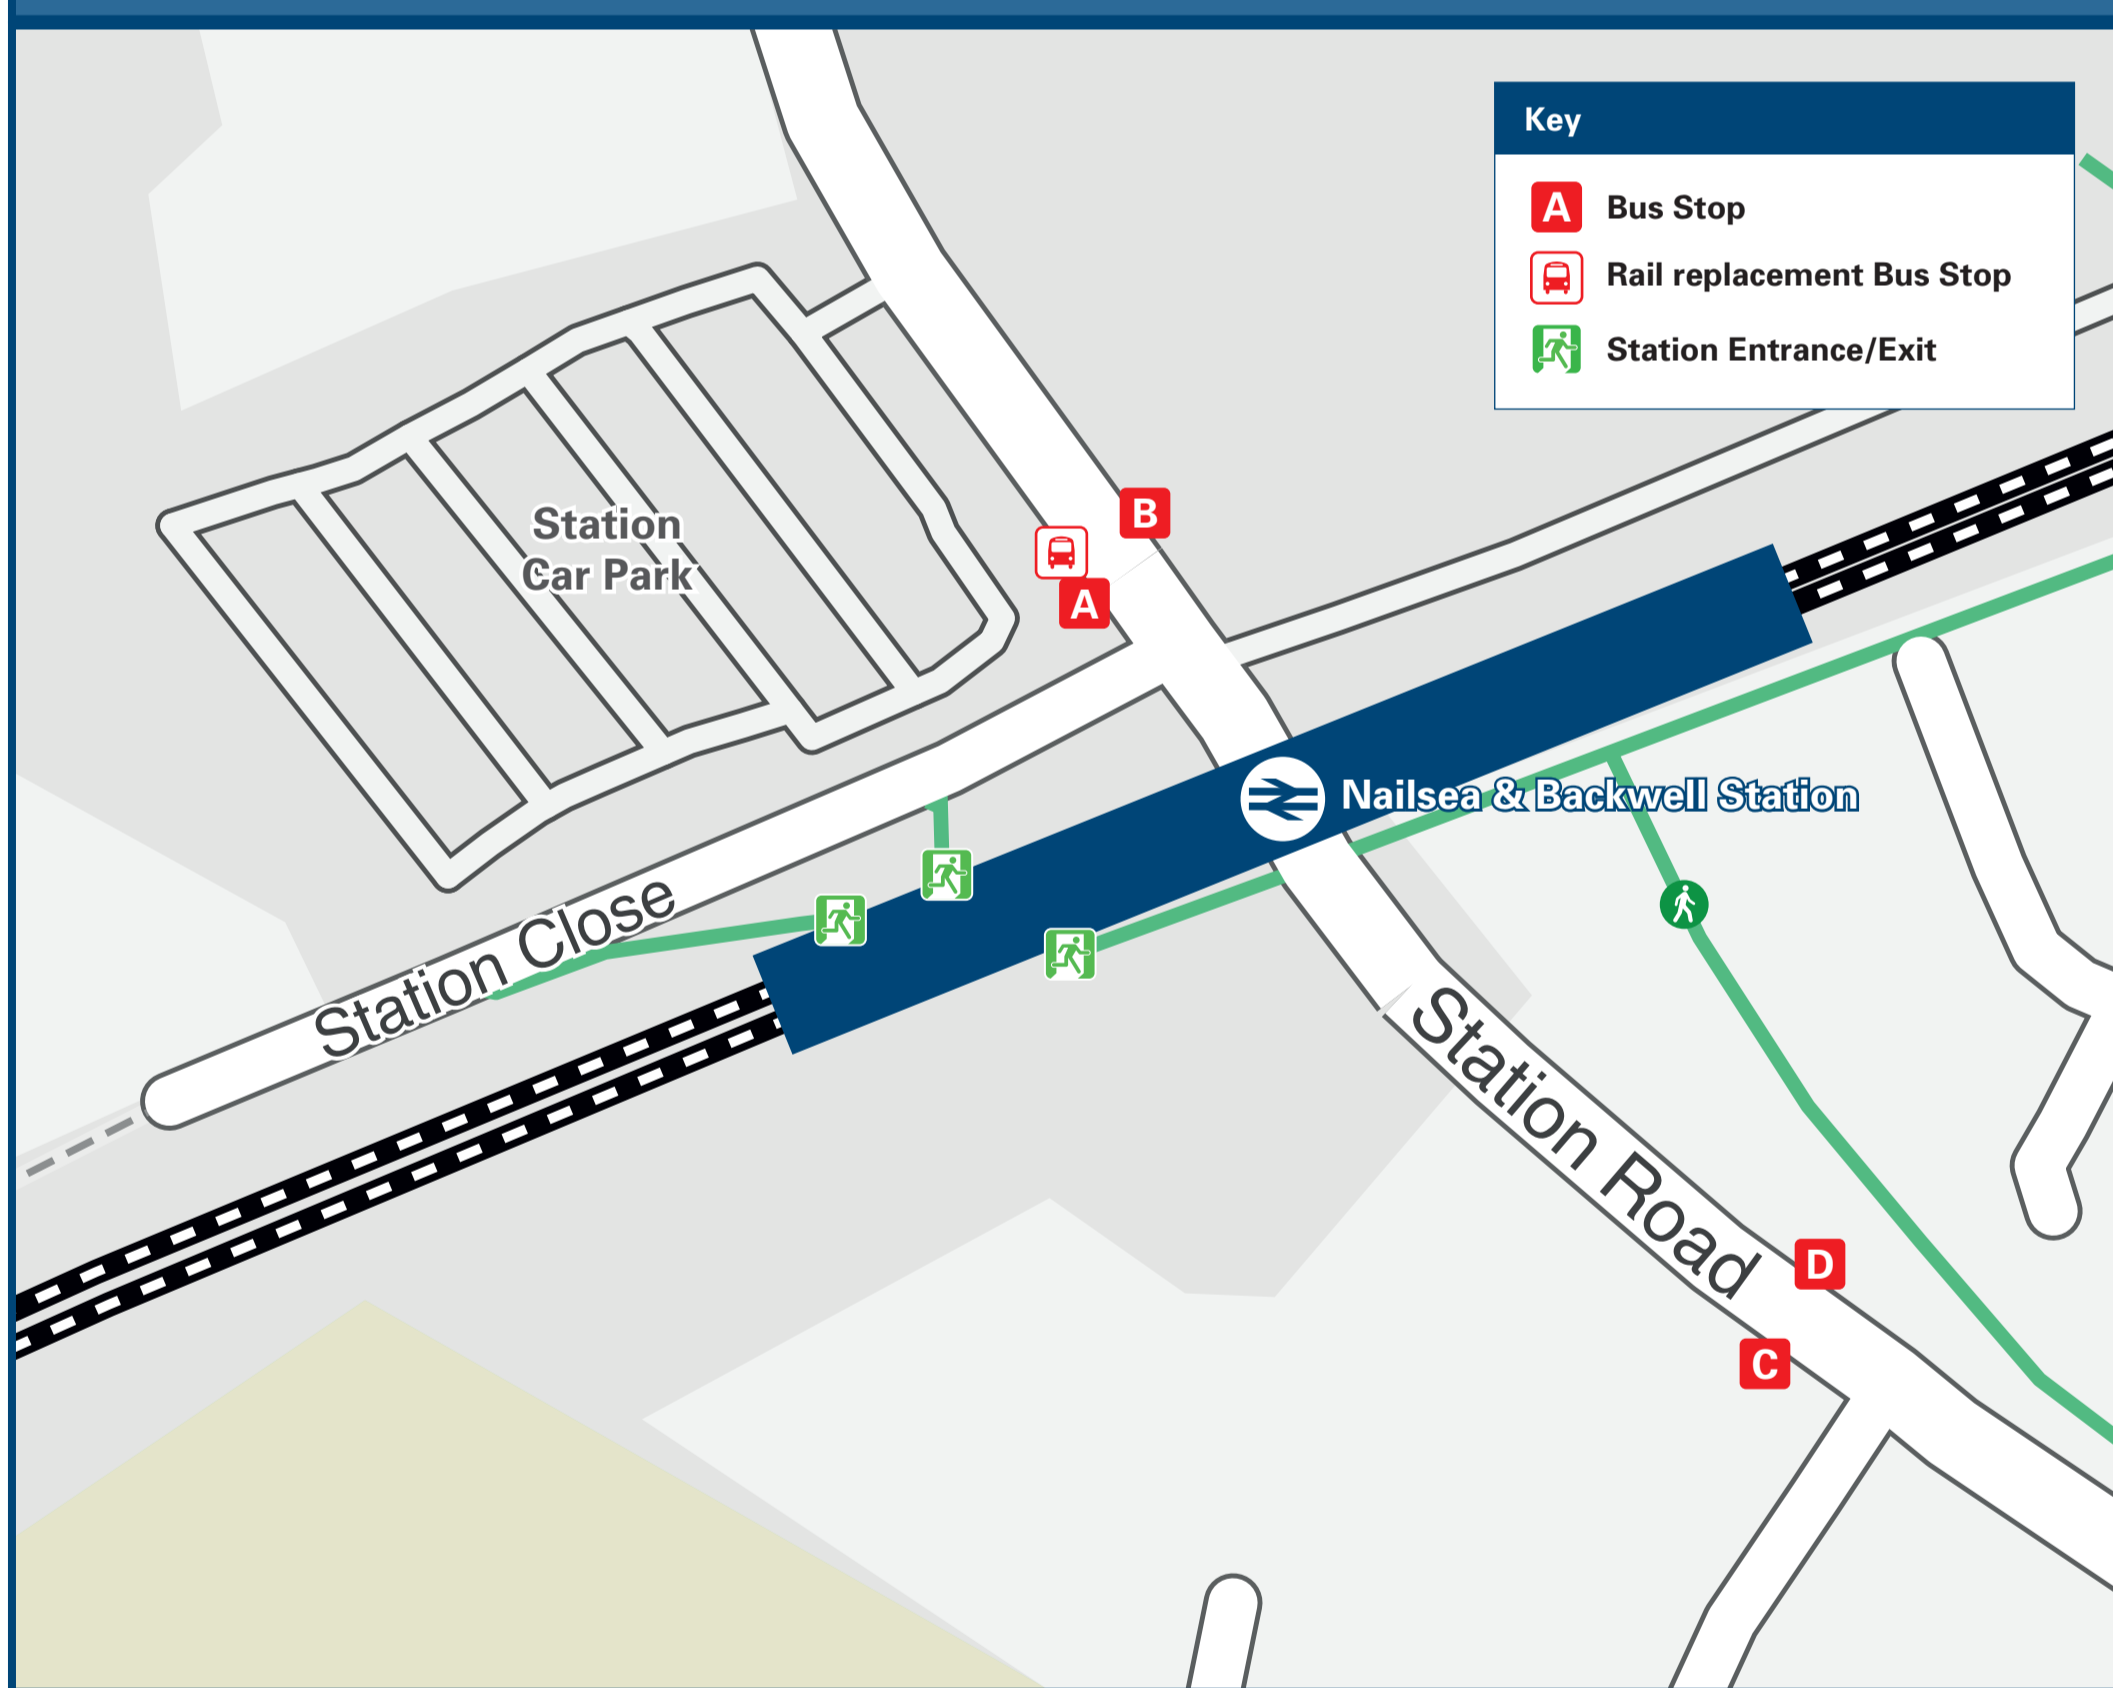 Key
A Bus Stop
Rail replacement Bus Stop
Station Entrance/Exit
B
Station
Car Park
A
Nailsea & Backwell Station
Station Close
Station Road
D
C